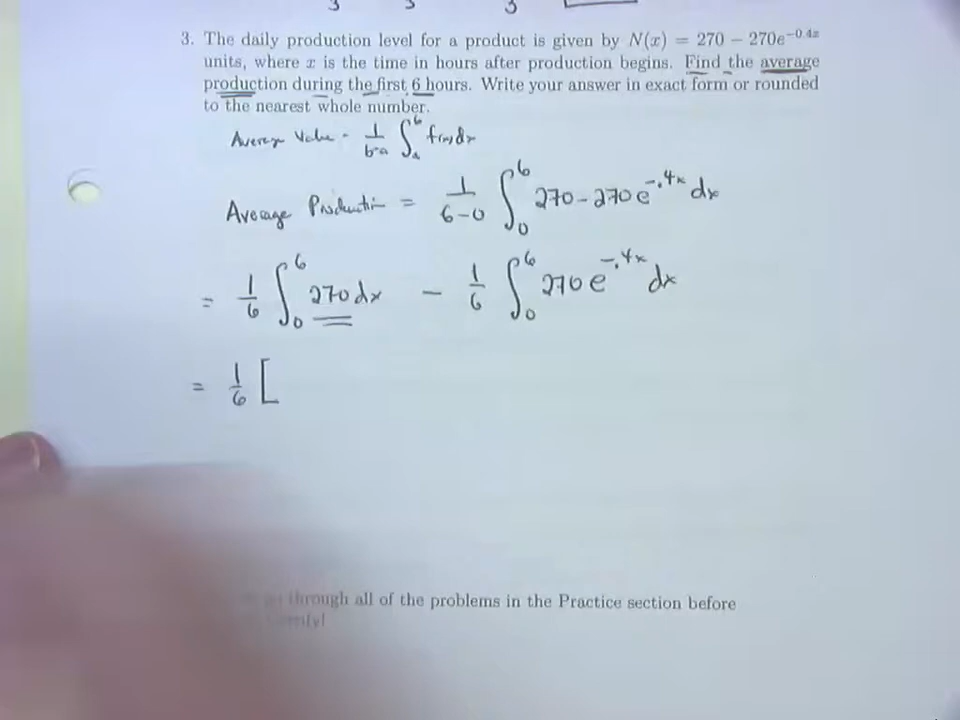 3. The daily production level for a product is given by N(x) = 270 − 270e^{−0.4x}
units, where x is the time in hours after production begins. Find the average
production during the first 6 hours. Write your answer in exact form or rounded
to the nearest whole number.
Average Value = 1/(b-a) ∫_a^b f(x) dx
Average Production = 1/(6-0) ∫_0^6 270 - 270e^{-.4x} dx
= 1/6 ∫_0^6 270 dx - 1/6 ∫_0^6 270 e^{-.4x} dx
= 1/6 [
through all of the problems in the Practice section before